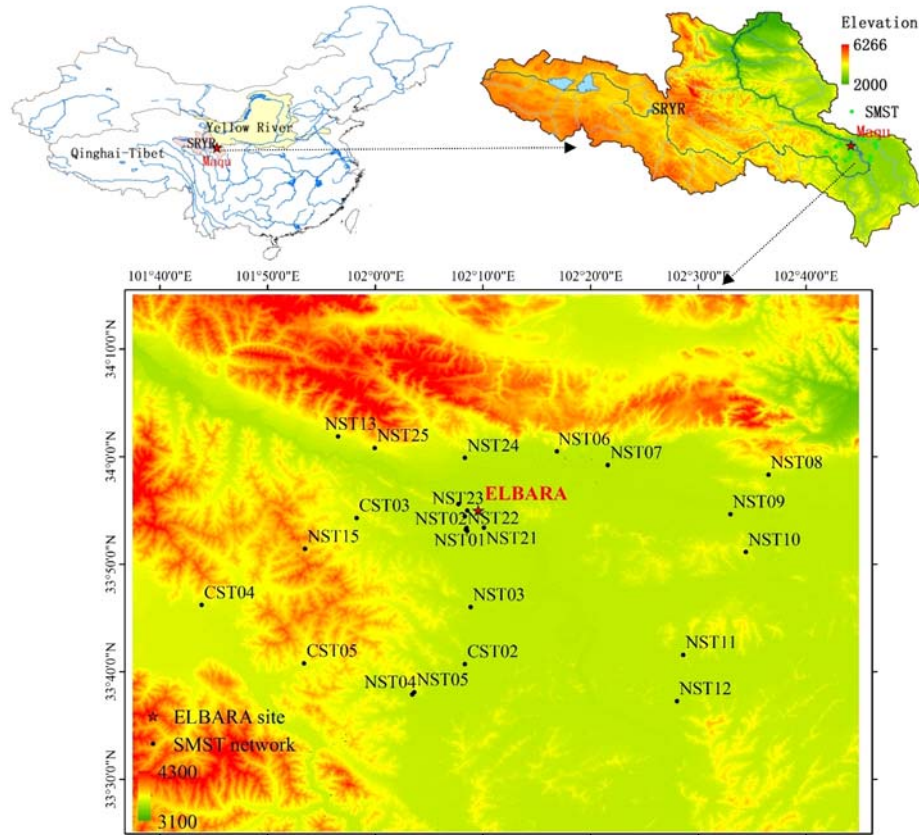 Elevation
6266
2000
SMST
Yellow River
SRYR
Qinghai-Tibet
Maqu
SRYR
Maqu
101°40'0"E 101°50'0"E 102°0'0"E 102°10'0"E 102°20'0"E 102°30'0"E 102°40'0"E
34°10'0"N
34°0'0"N
33°50'0"N
33°40'0"N
33°30'0"N
NST13
NST25
NST24
NST06
NST07
NST08
NST23
ELBARA
NST09
CST03
NST02
NST22
NST01
NST21
NST15
NST10
CST04
NST03
NST11
CST05
CST02
NST04
NST05
NST12
ELBARA site
SMST network
4300
3100